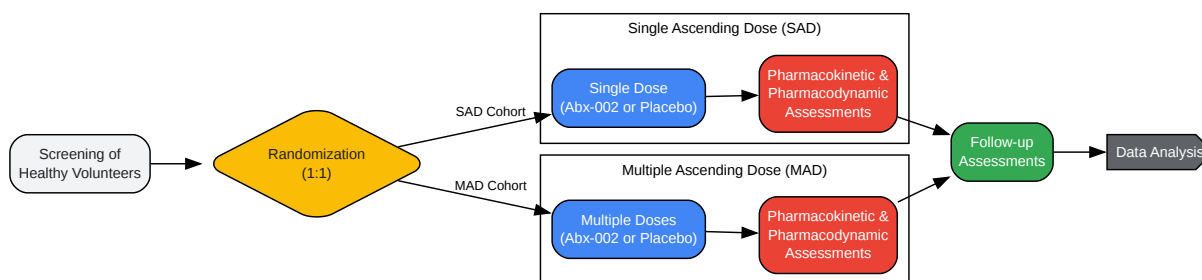 Screening of
Healthy Volunteers
Randomization
(1:1)
SAD Cohort
MAD Cohort
Single Ascending Dose (SAD)
Single Dose
(Abx-002 or Placebo)
Pharmacokinetic &
Pharmacodynamic
Assessments
Multiple Ascending Dose (MAD)
Multiple Doses
(Abx-002 or Placebo)
Pharmacokinetic &
Pharmacodynamic
Assessments
Follow-up
Assessments
Data Analysis